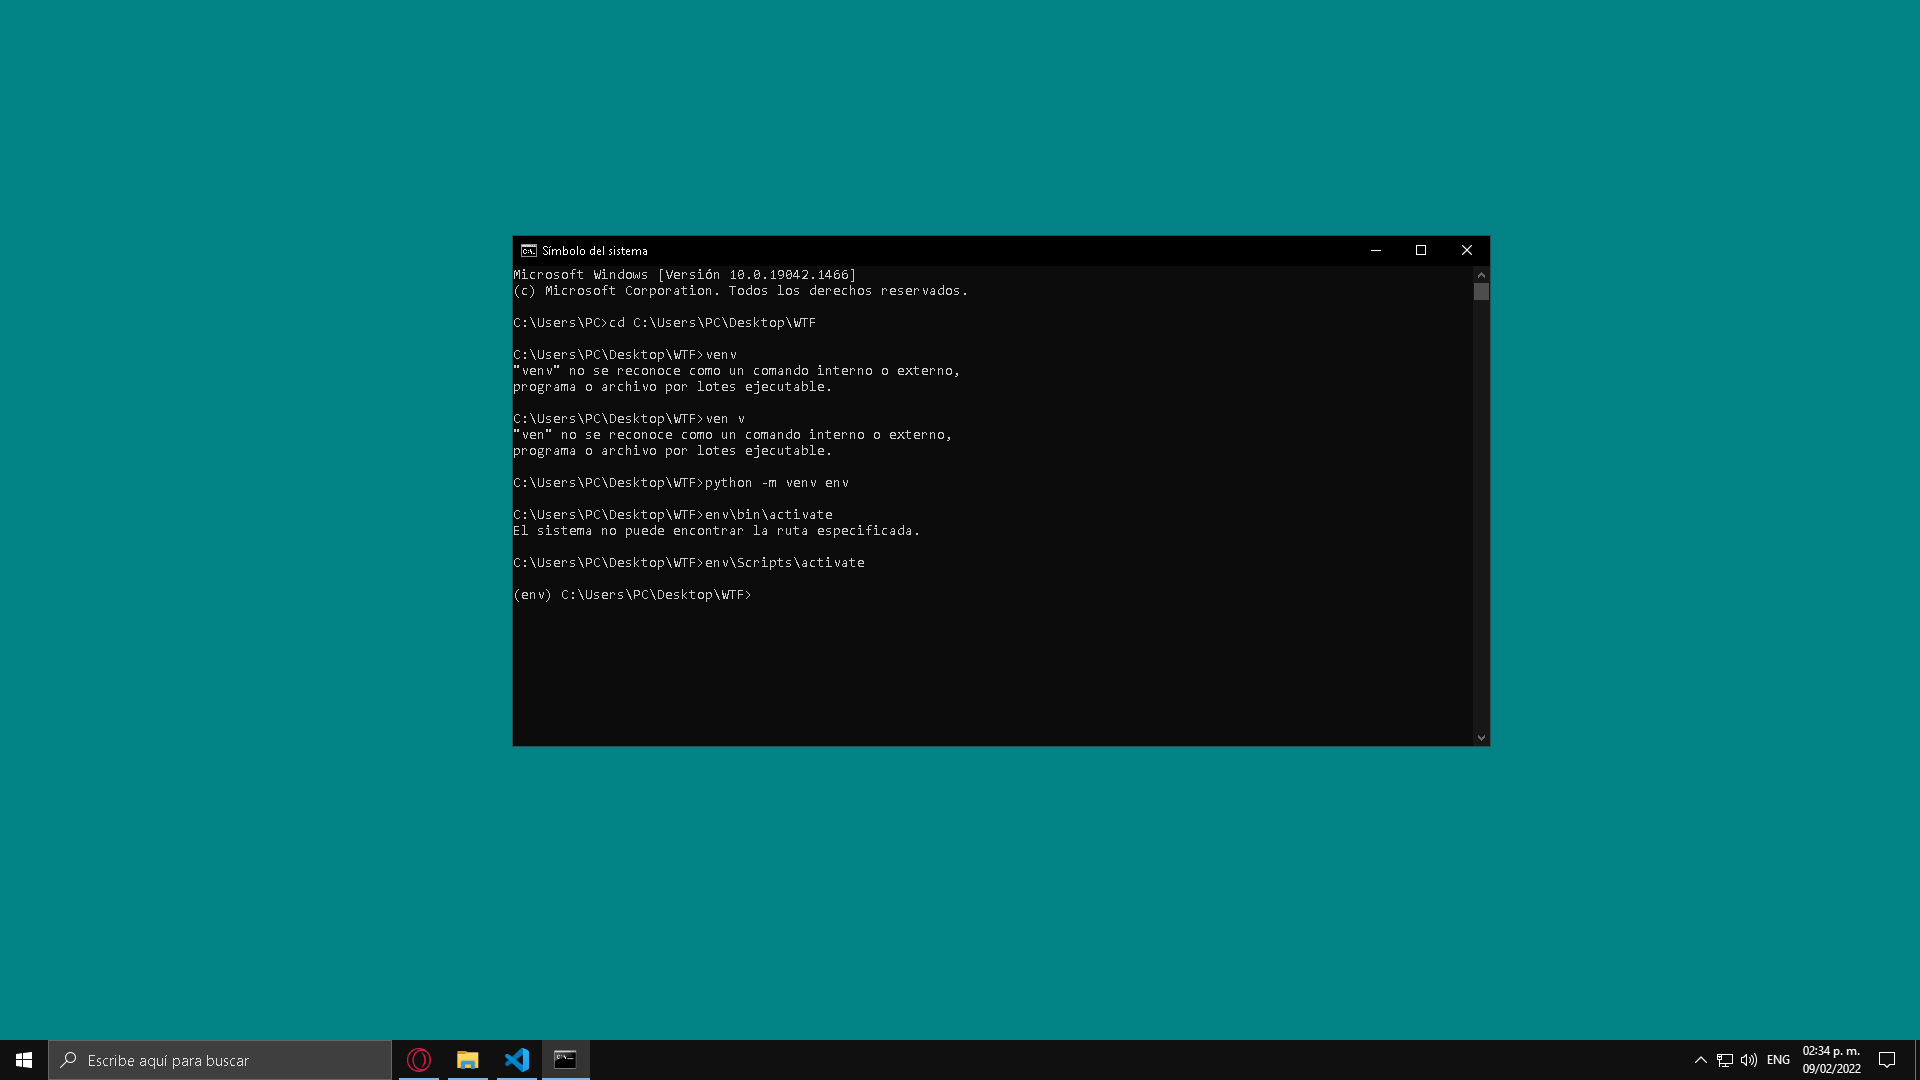 Símbolo del sistema
Microsoft Windows [Versión 10.0.19042.1466]
(c) Microsoft Corporation. Todos los derechos reservados.
C:\Users\PC>cd C:\Users\PC\Desktop\WTF
C:\Users\PC\Desktop\WTF>venv
"venv" no se reconoce como un comando interno o externo,
programa o archivo por lotes ejecutable.
C:\Users\PC\Desktop\WTF>ven v
"ven" no se reconoce como un comando interno o externo,
programa o archivo por lotes ejecutable.
C:\Users\PC\Desktop\WTF>python -m venv env
C:\Users\PC\Desktop\WTF>env\bin\activate
El sistema no puede encontrar la ruta especificada.
C:\Users\PC\Desktop\WTF>env\Scripts\activate
(env) C:\Users\PC\Desktop\WTF>
Escribe aquí para buscar
ENG
02:34 p. m.
09/02/2022